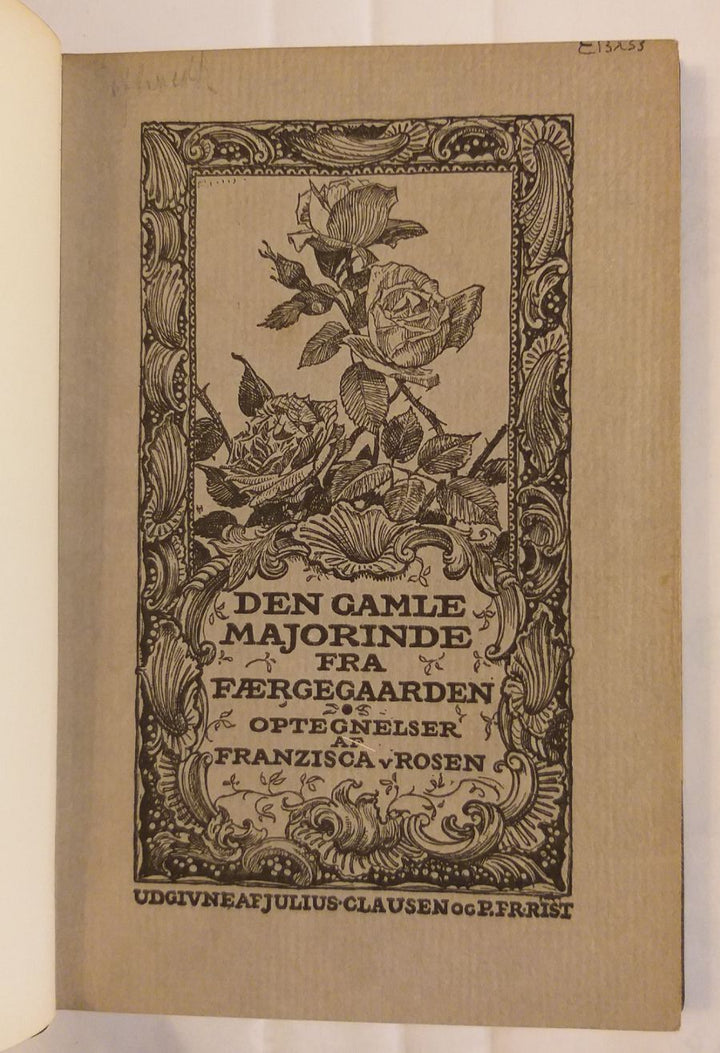 DEN GAMLE
MAJORINDE
FRA
FÆRGEGAARDEN
OPTEGNELSER
AF
FRANZISCA v ROSEN
UDGIVNE AF JULIUS·CLAUSEN OG P. FR. RIST